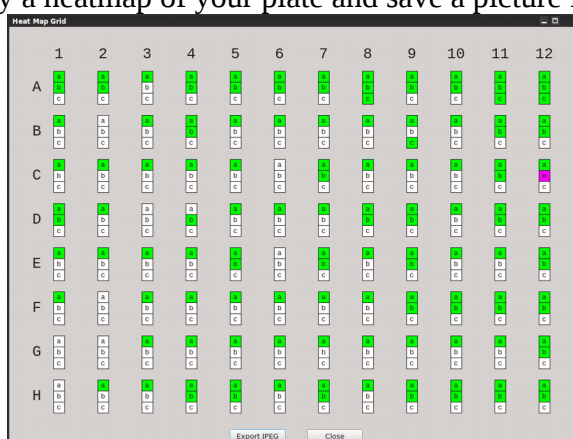 y a heatmap of your plate and save a picture
Heat Map Grid
1 2 3 4 5 6 7 8 9 10 11 12
a a a a a a a a a a a a
A b b b b b b b b b b b b
c c c c c c c c c c c c
a a a a a a a a a a a a
B b b b b b b b b b b b b
c c c c c c c c c c c c
a a a a a a a a a a a a
C b b b b b b b b b b b b
c c c c c c c c c c c c
a a a a a a a a a a a a
D b b b b b b b b b b b b
c c c c c c c c c c c c
a a a a a a a a a a a a
E b b b b b b b b b b b b
c c c c c c c c c c c c
a a a a a a a a a a a a
F b b b b b b b b b b b b
c c c c c c c c c c c c
a a a a a a a a a a a a
G b b b b b b b b b b b b
c c c c c c c c c c c c
a a a a a a a a a a a a
H b b b b b b b b b b b b
c c c c c c c c c c c c
Export JPEG Close